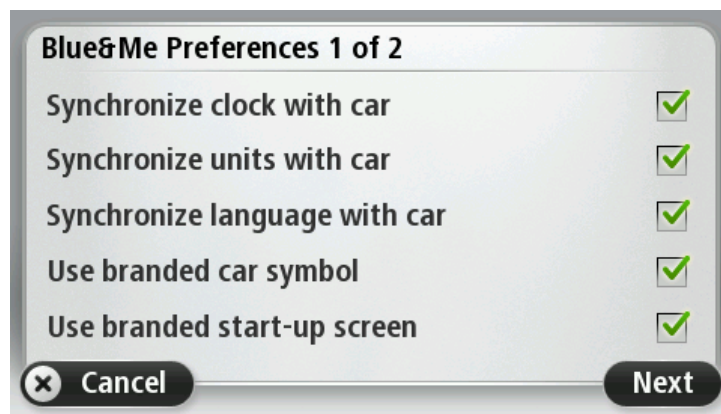 Blue&Me Preferences 1 of 2
Synchronize clock with car
Synchronize units with car
Synchronize language with car
Use branded car symbol
Use branded start-up screen
Cancel
Next